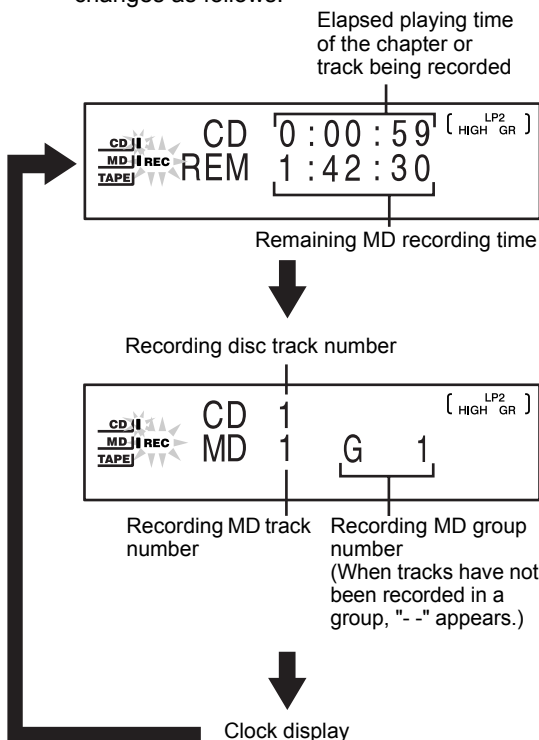 changes as follows.
Elapsed playing time
of the chapter or
track being recorded
CD 0:00:59 LP2
HIGH GR
CD
MD REC
TAPE
REM 1:42:30
Remaining MD recording time
Recording disc track number
CD 1 LP2
HIGH GR
CD
MD REC
TAPE
MD 1 G 1
Recording MD track
number
Recording MD group
number
(When tracks have not
been recorded in a
group, "- -" appears.)
Clock display